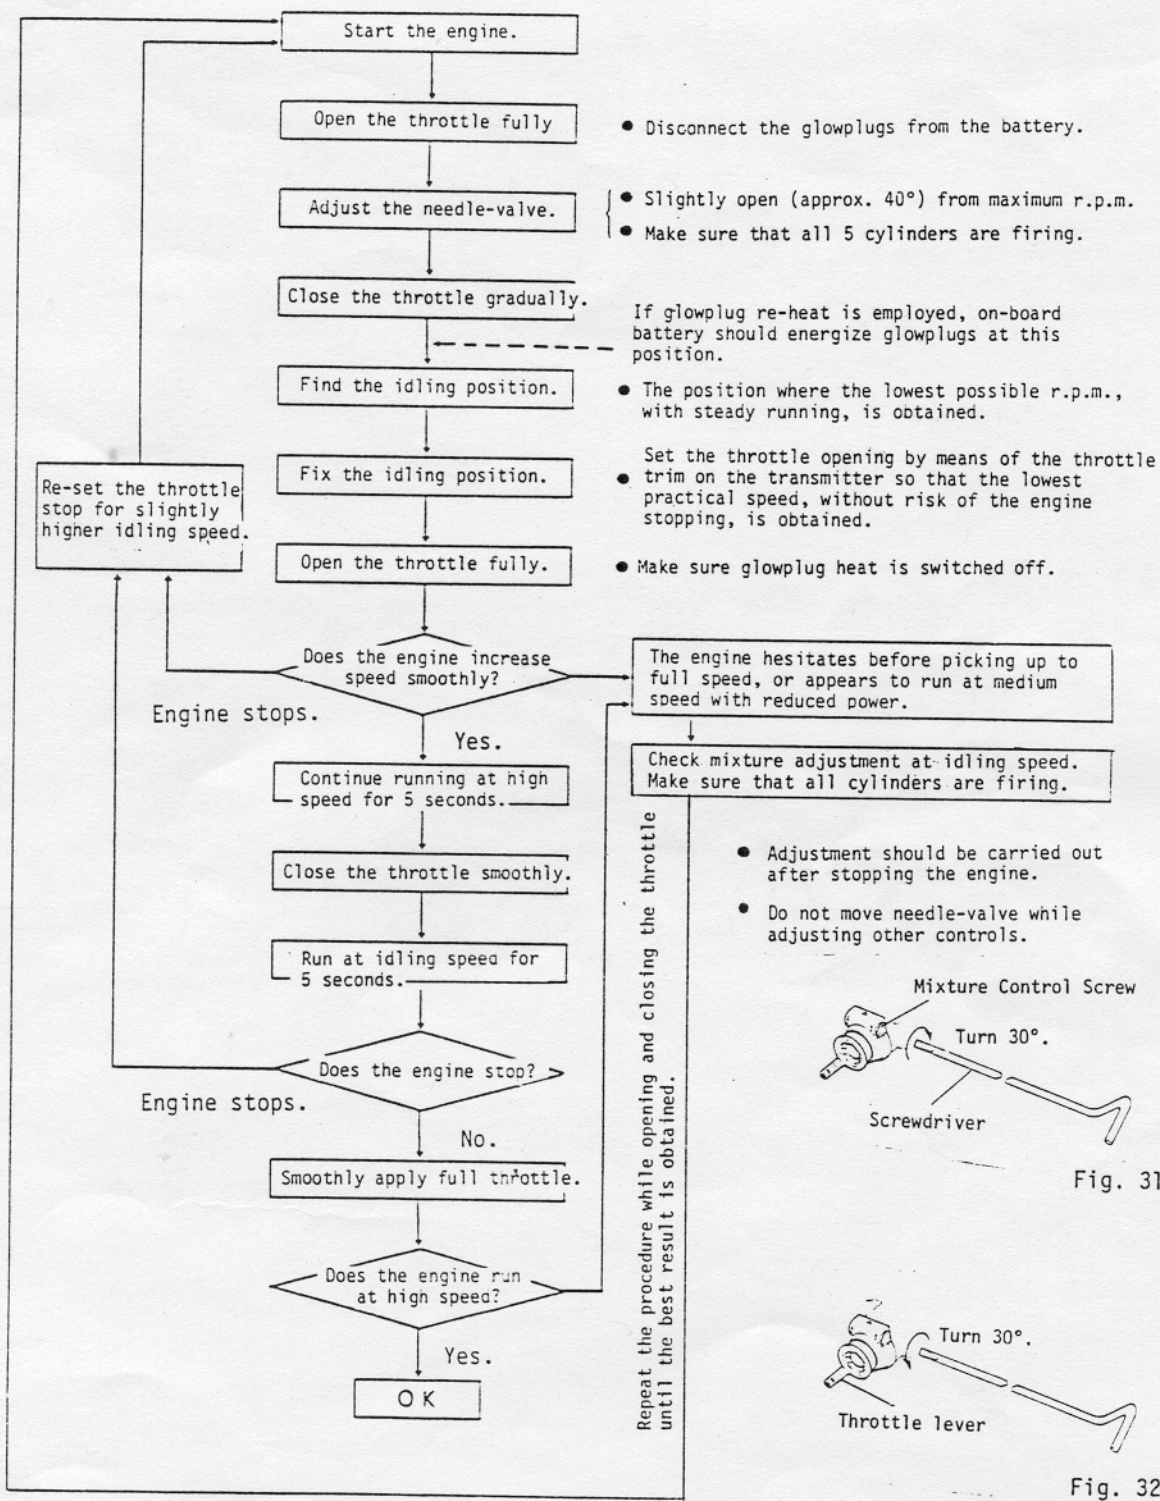 Start the engine.
Open the throttle fully
● Disconnect the glowplugs from the battery.
Adjust the needle-valve.
● Slightly open (approx. 40°) from maximum r.p.m.
● Make sure that all 5 cylinders are firing.
Close the throttle gradually.
If glowplug re-heat is employed, on-board
battery should energize glowplugs at this
position.
Find the idling position.
● The position where the lowest possible r.p.m.,
with steady running, is obtained.
Fix the idling position.
Set the throttle opening by means of the throttle
● trim on the transmitter so that the lowest
practical speed, without risk of the engine
stopping, is obtained.
Re-set the throttle
stop for slightly
higher idling speed.
Open the throttle fully.
● Make sure glowplug heat is switched off.
Does the engine increase
speed smoothly?
Engine stops.
The engine hesitates before picking up to
full speed, or appears to run at medium
speed with reduced power.
Yes.
Check mixture adjustment at idling speed.
Make sure that all cylinders are firing.
Continue running at high
speed for 5 seconds.
● Adjustment should be carried out
after stopping the engine.
● Do not move needle-valve while
adjusting other controls.
Close the throttle smoothly.
Run at idling speed for
5 seconds.
Does the engine stop?
Engine stops.
No.
Smoothly apply full throttle.
Does the engine run
at high speed?
Yes.
O K
Repeat the procedure while opening and closing the throttle
until the best result is obtained.
Mixture Control Screw
Turn 30°.
Screwdriver
Fig. 31
Turn 30°.
Throttle lever
Fig. 32